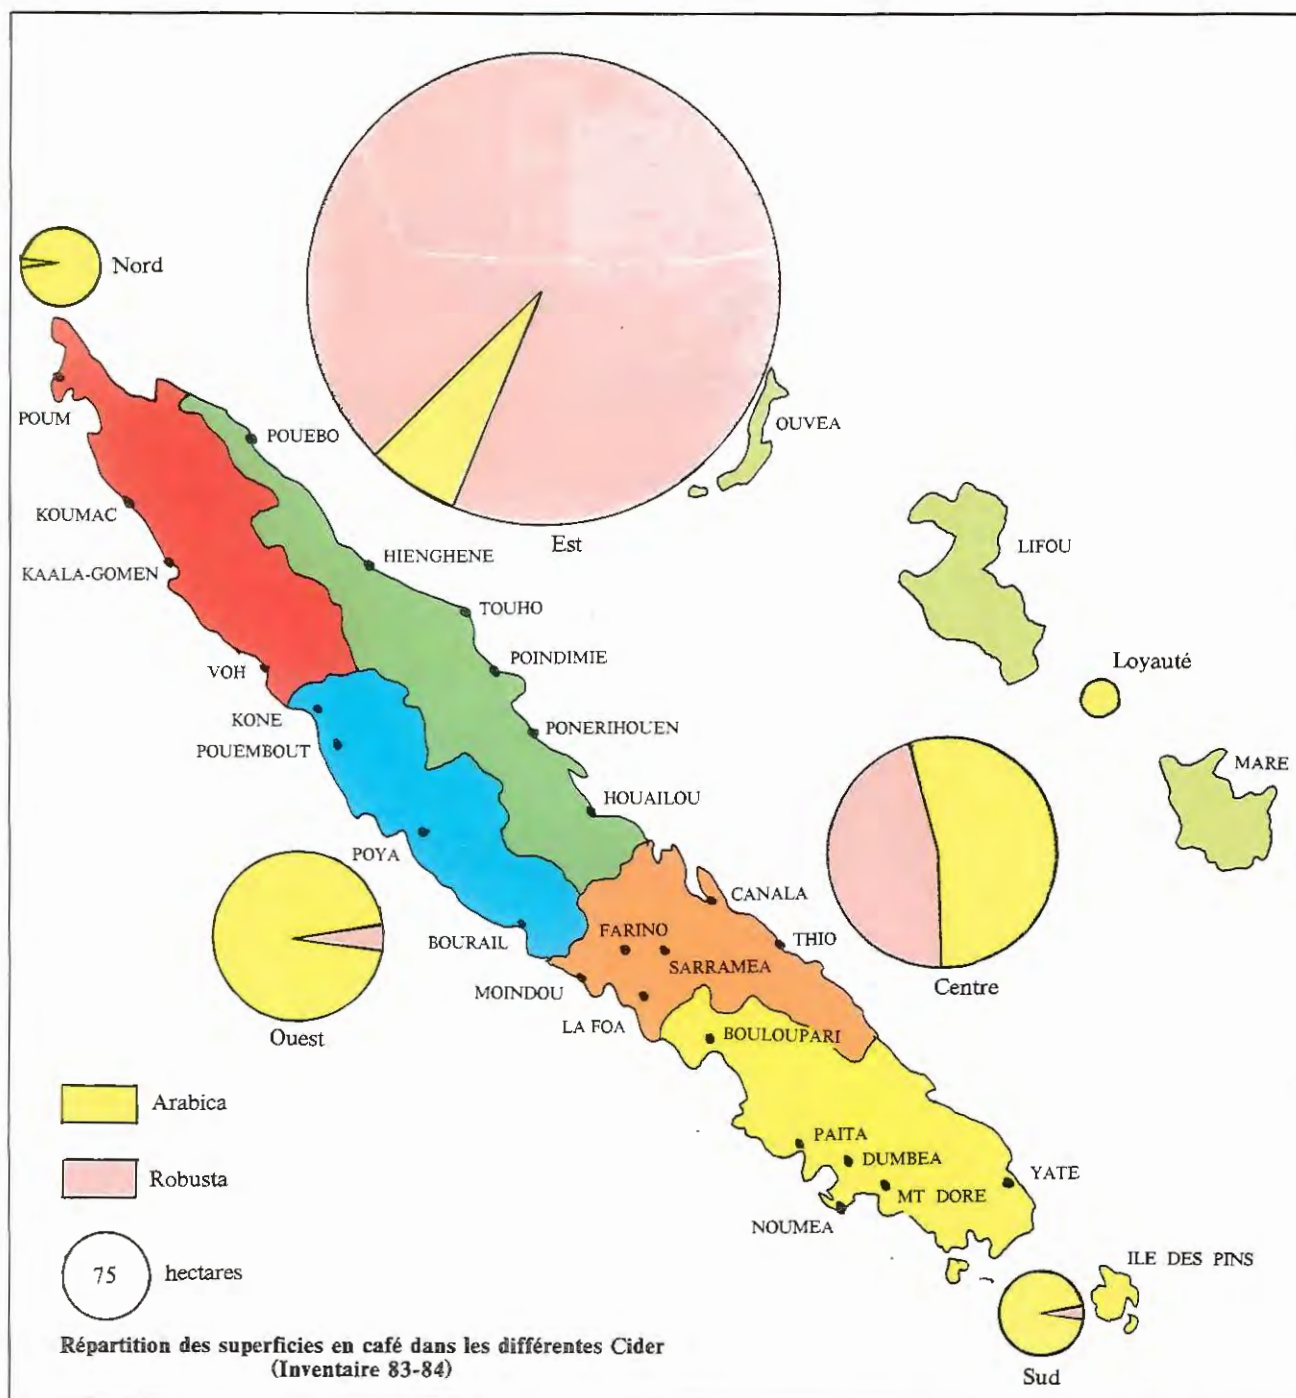 Nord
POUM
POUEBO
OUVEA
KOUMAC
Est
HIENGHENE
LIFOU
KAALA-GOMEN
TOUHO
POINDIMIE
Loyauté
VOH
KONE
PONERIHOUEN
POUEMBOUT
MARE
HOUAILOU
POYA
CANALA
BOURAIL
FARINO
THIO
SARRAMEA
MOINDOU
Centre
LA FOA
Ouest
BOULOUPARI
Arabica
PAITA
DUMBEA
Robusta
YATE
MT DORE
NOUMEA
75 hectares
ILE DES PINS
Répartition des superficies en café dans les différentes Cider
(Inventaire 83-84)
Sud